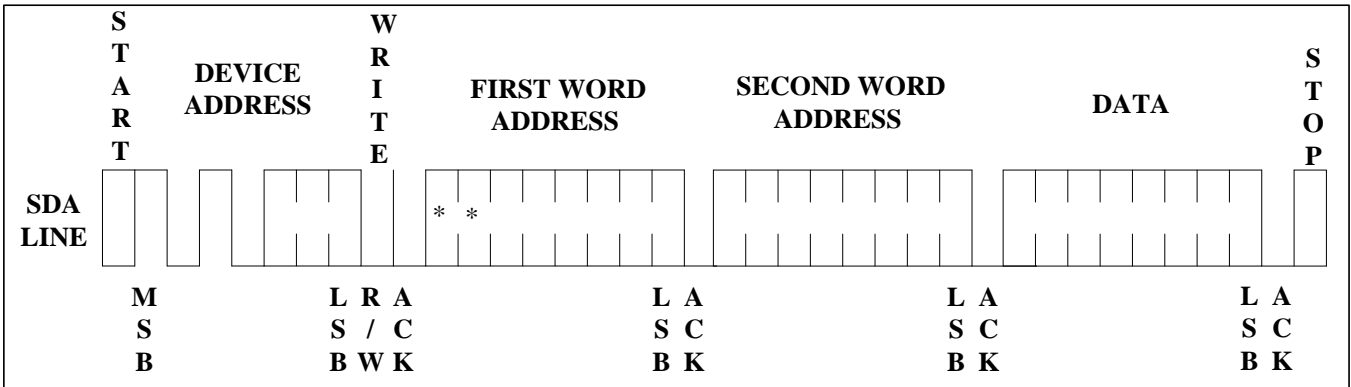 START
DEVICE
ADDRESS
WRITE
FIRST WORD
ADDRESS
SECOND WORD
ADDRESS
DATA
STOP
SDA
LINE
* *
MSB
LSB
R/W
ACK
LSB
ACK
LSB
ACK
LSB
ACK